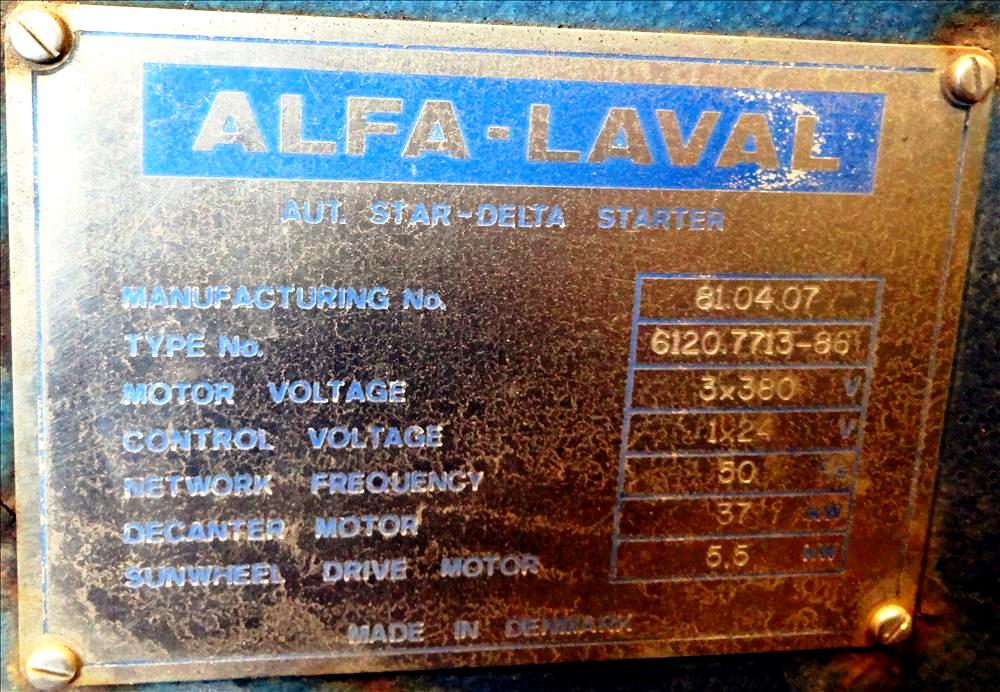 ALFA-LAVAL
AUT. STAR-DELTA STARTER
MANUFACTURING No. 81.04.07
TYPE No. 6120.7713-86
MOTOR VOLTAGE 3x380 V
CONTROL VOLTAGE 1x24 V
NETWORK FREQUENCY 50
DECANTER MOTOR 37 kW
SUNWHEEL DRIVE MOTOR 5.5 kW
MADE IN DENMARK